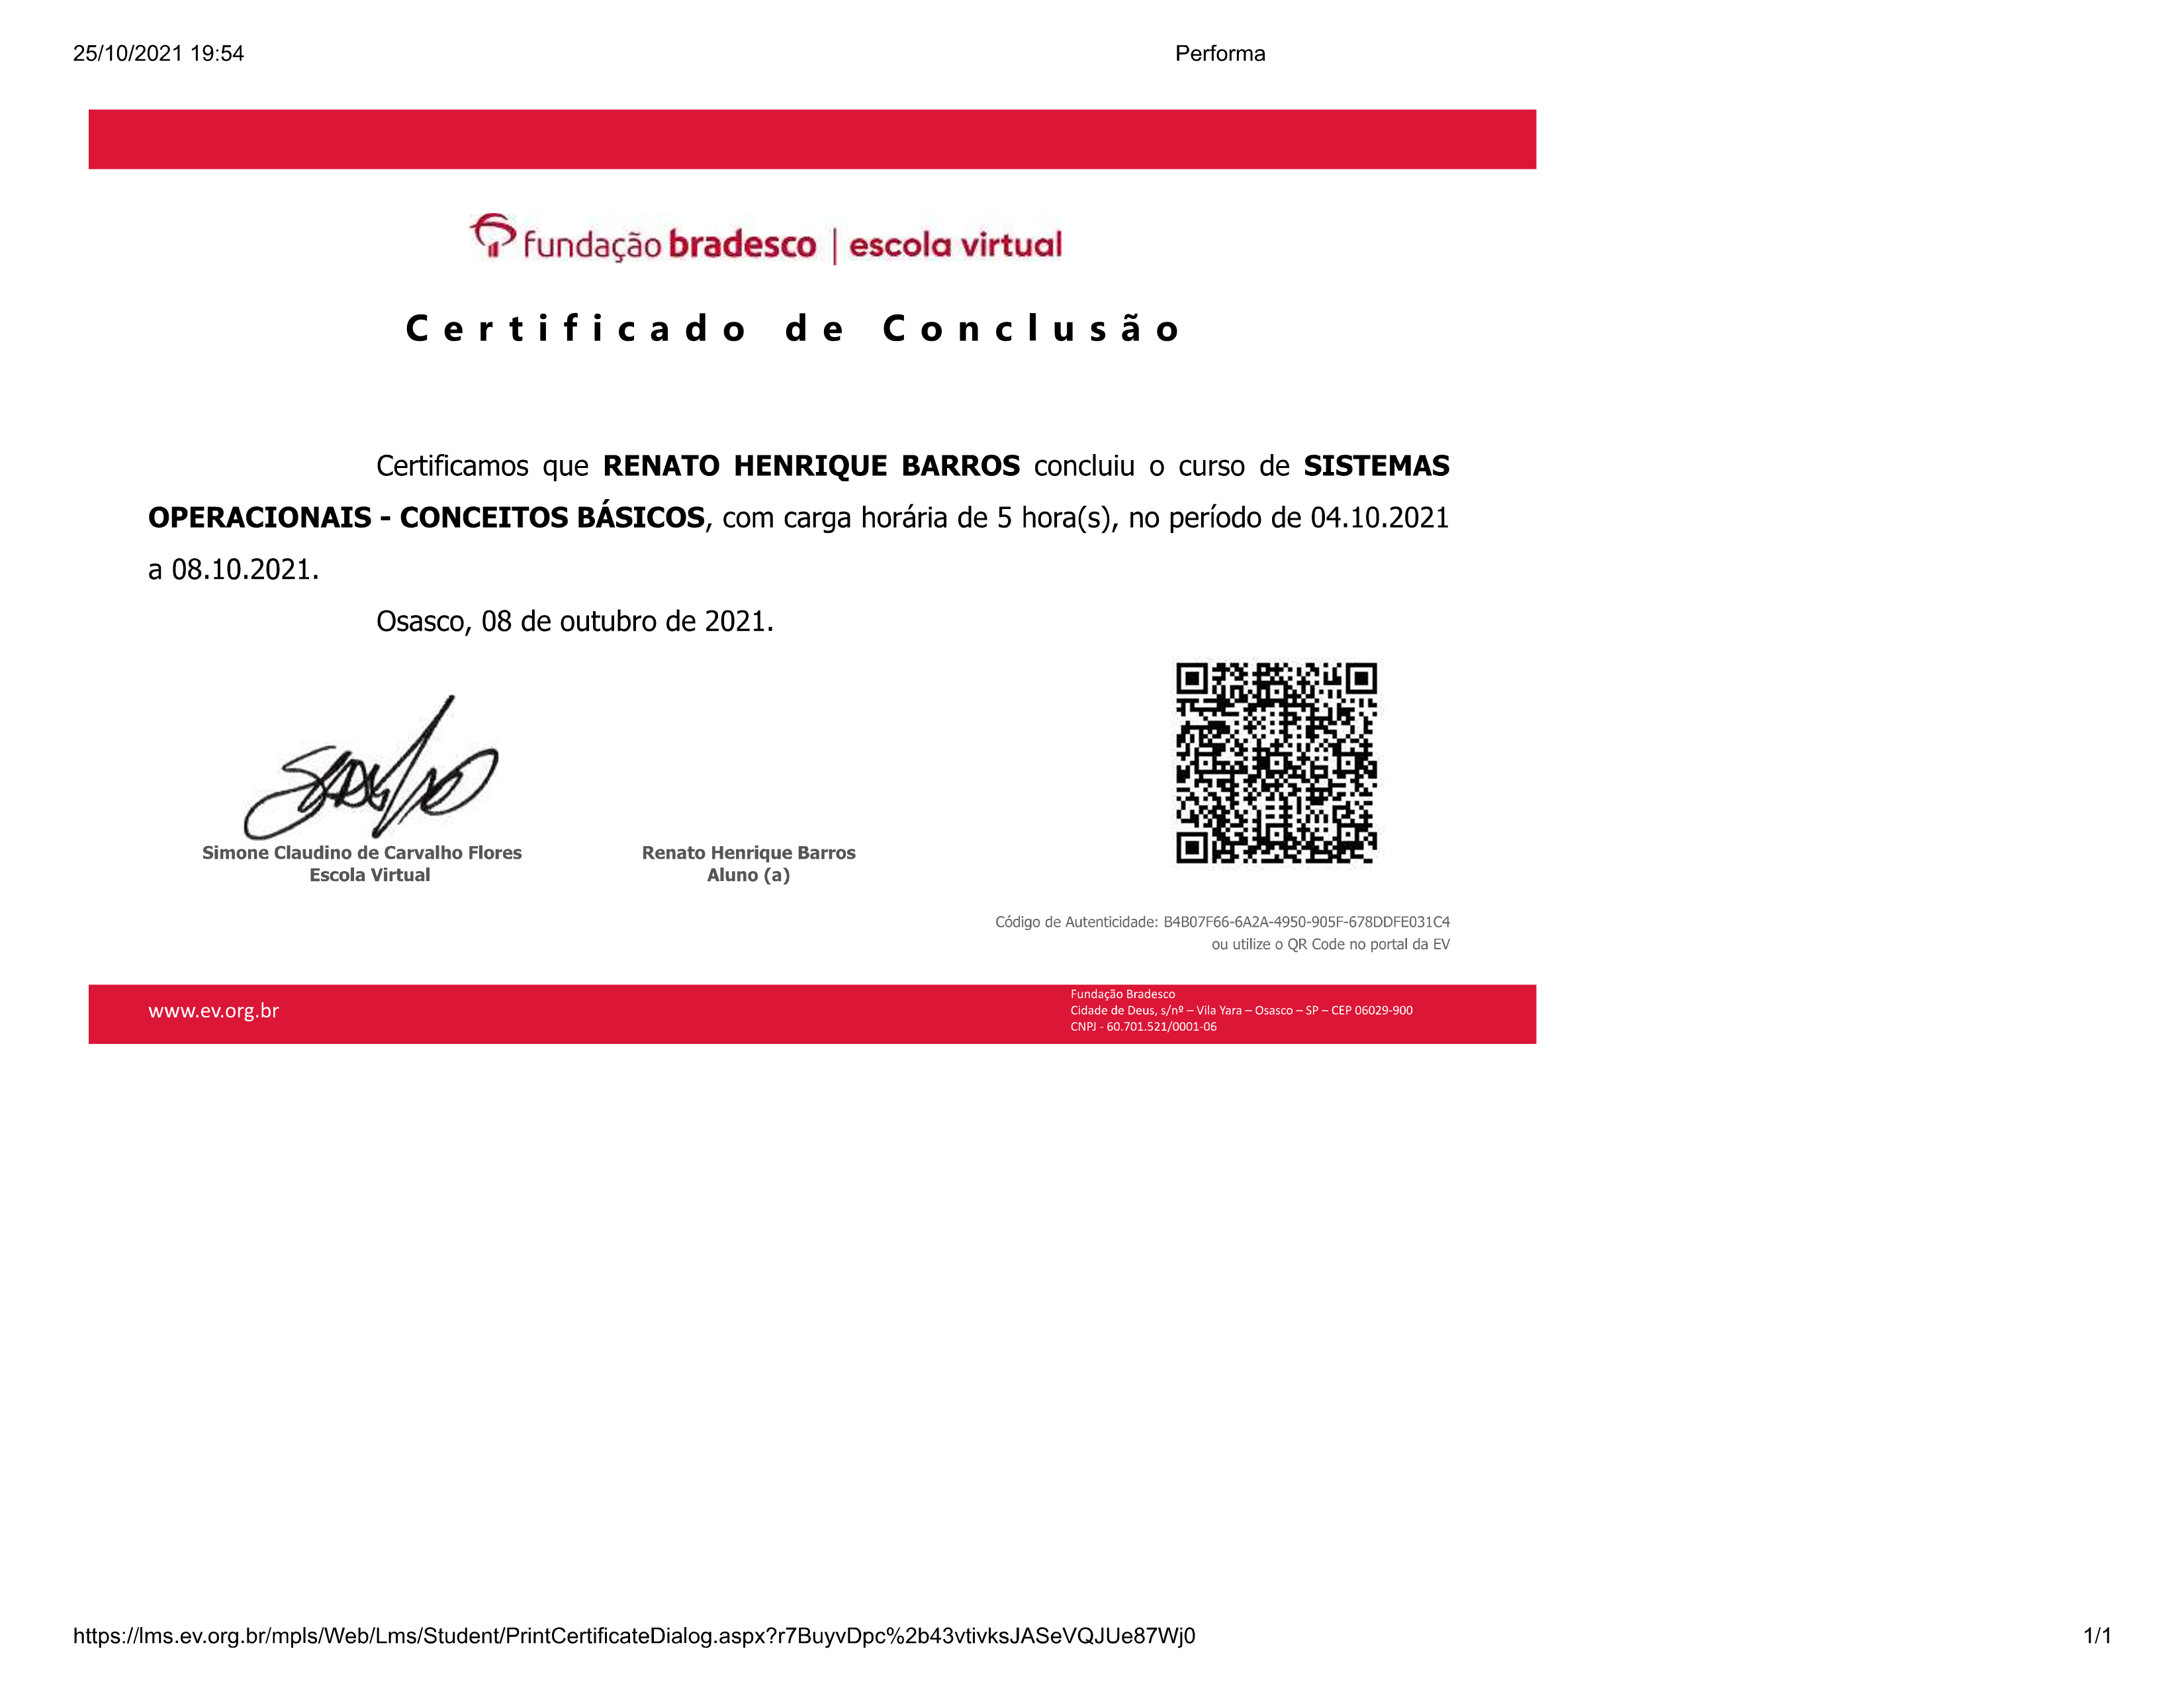 25/10/2021 19:54
Performa
fundação bradesco | escola virtual
Certificado de Conclusão
Certificamos que RENATO HENRIQUE BARROS concluiu o curso de SISTEMAS
OPERACIONAIS - CONCEITOS BÁSICOS, com carga horária de 5 hora(s), no período de 04.10.2021
a 08.10.2021.
Osasco, 08 de outubro de 2021.
Simone Claudino de Carvalho Flores
Escola Virtual
Renato Henrique Barros
Aluno (a)
Código de Autenticidade: B4B07F66-6A2A-4950-905F-678DDFE031C4
ou utilize o QR Code no portal da EV
www.ev.org.br
Fundação Bradesco
Cidade de Deus, s/nº – Vila Yara – Osasco – SP – CEP 06029-900
CNPJ - 60.701.521/0001-06
https://lms.ev.org.br/mpls/Web/Lms/Student/PrintCertificateDialog.aspx?r7BuyvDpc%2b43vtivksJASeVQJUe87Wj0
1/1